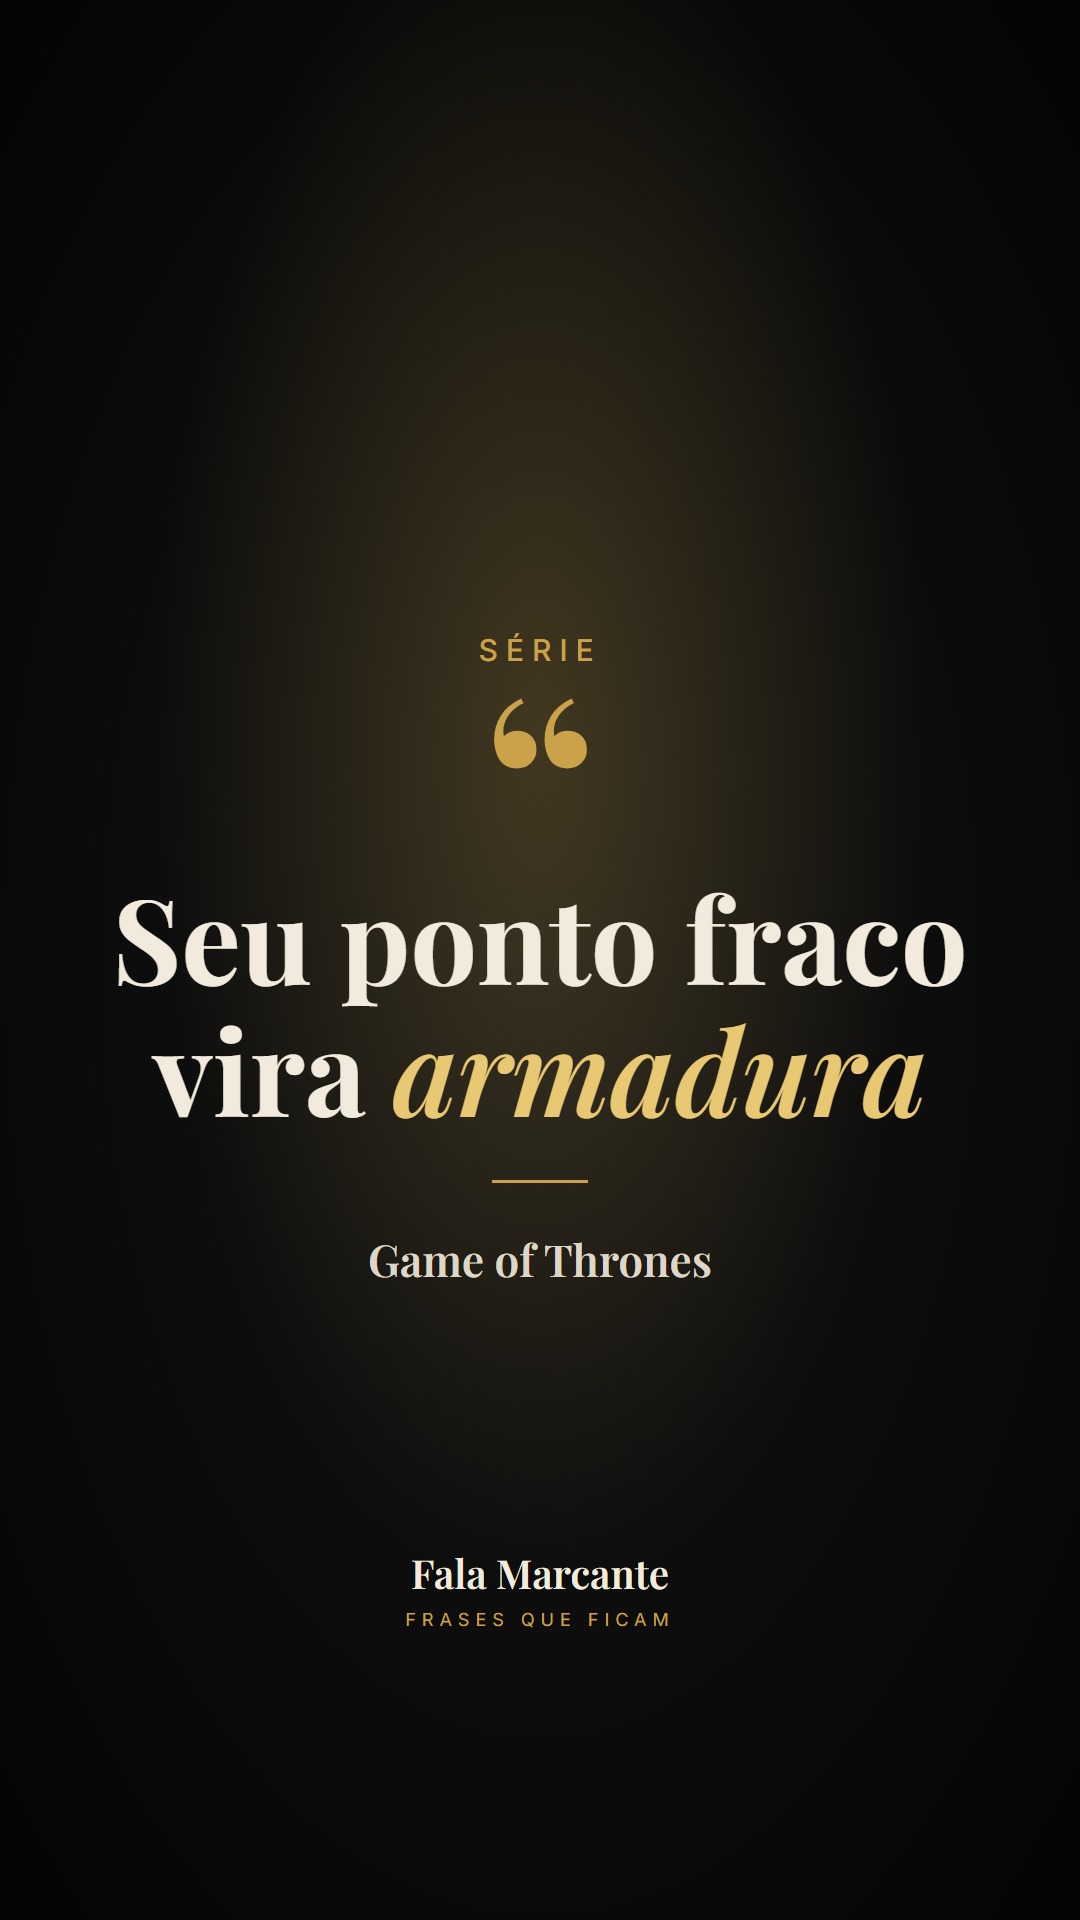 SÉRIE
“
Seu ponto fraco
vira armadura
Game of Thrones
Fala Marcante
FRASES QUE FICAM